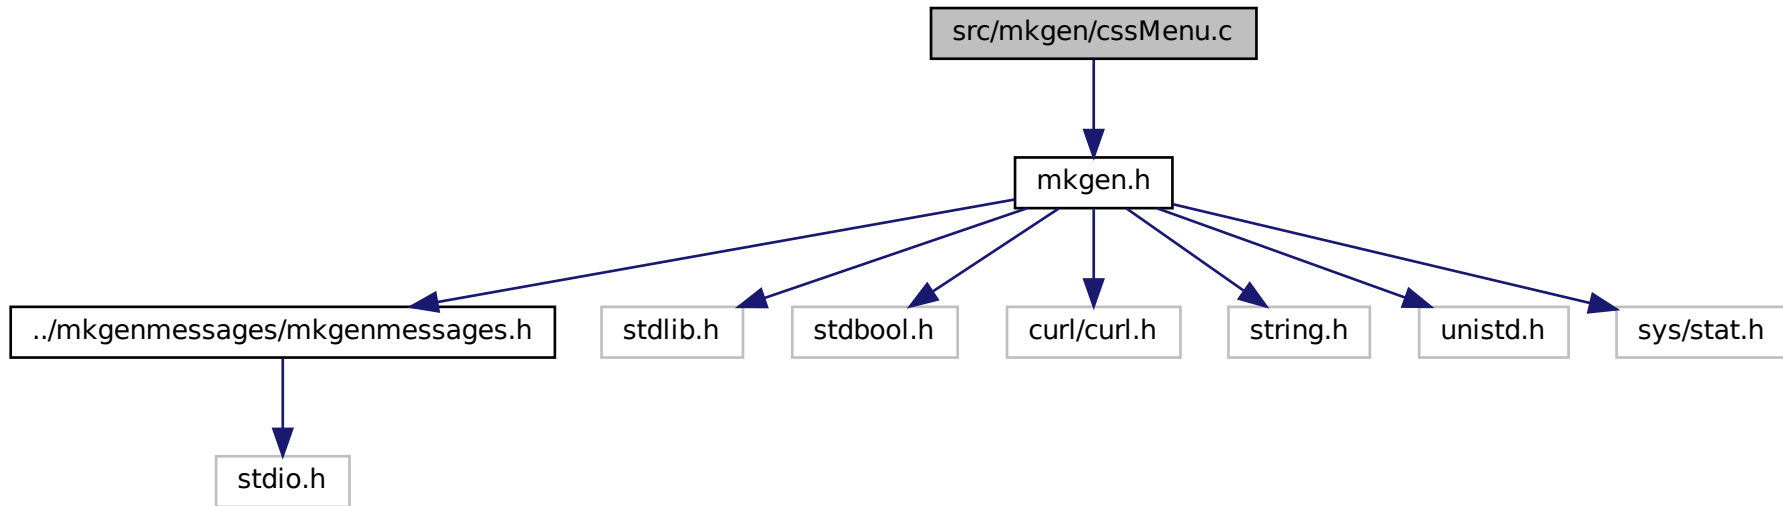 src/mkgen/cssMenu.c
mkgen.h
../mkgenmessages/mkgenmessages.h
stdlib.h
stdbool.h
curl/curl.h
string.h
unistd.h
sys/stat.h
stdio.h